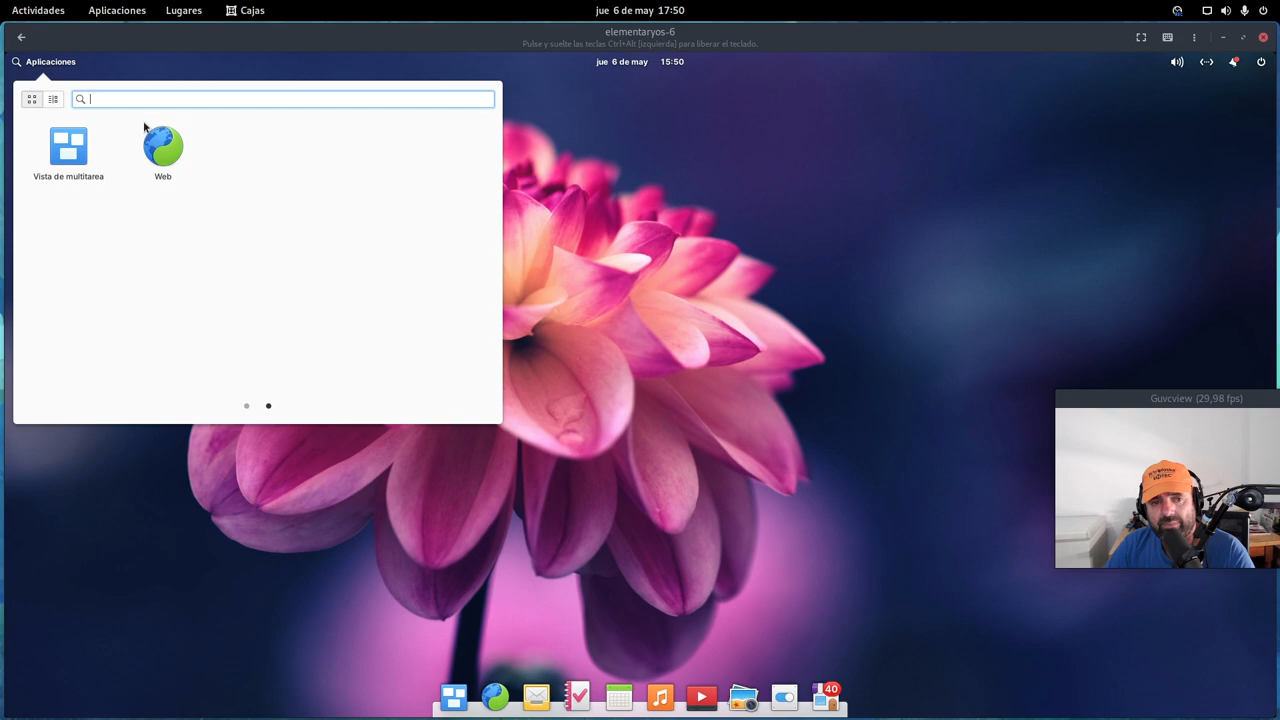 Actividades Aplicaciones Lugares Cajas jue 6 de may 17:50
elementaryos-6
Pulse y suelte las teclas Ctrl+Alt [izquierda] para liberar el teclado.
Aplicaciones jue 6 de may 15:50
Vista de multitarea Web
Guvcview (29,98 fps)
40